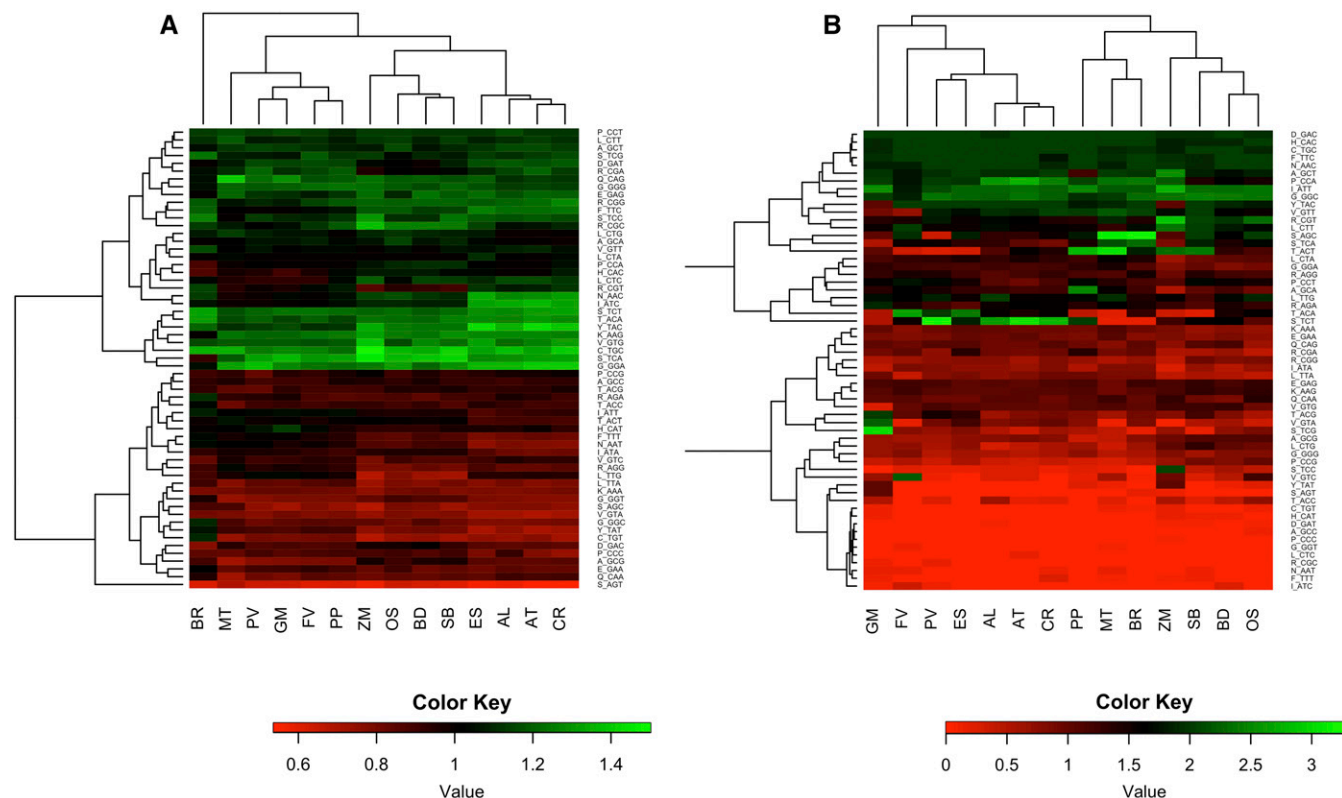 A
P_CCT
L_CTT
A_GCT
S_TCG
D_GAT
R_CGA
Q_CAG
G_GGG
E_GAG
R_CGG
F_TTC
S_TCC
R_CGC
L_CTG
A_GCA
V_GTT
L_CTA
P_CCA
H_CAC
L_CTC
R_CGT
N_AAC
I_ATC
S_TCT
T_ACA
Y_TAC
K_AAG
V_GTG
C_TGC
S_TCA
G_GGA
P_CCG
A_GCC
T_ACG
R_AGA
T_ACC
I_ATT
T_ACT
H_CAT
F_TTT
N_AAT
I_ATA
V_GTC
R_AGG
L_TTG
L_TTA
K_AAA
G_GGT
S_AGC
V_GTA
G_GGC
Y_TAT
C_TGT
D_GAC
P_CCC
A_GCG
E_GAA
Q_CAA
S_AGT
BR MT PV GM FV PP ZM OS BD SB ES AL AT CR
Color Key
0.6 0.8 1 1.2 1.4
Value
B
D_GAC
H_CAC
C_TGC
F_TTC
N_AAC
A_GCT
P_CCA
I_ATT
G_GGC
Y_TAC
V_GTT
R_CGT
L_CTT
S_AGC
S_TCA
T_ACT
L_CTA
G_GGA
R_AGG
P_CCT
A_GCA
L_TTG
R_AGA
T_ACA
S_TCT
K_AAA
E_GAA
Q_CAG
R_CGA
R_CGG
I_ATA
L_TTA
E_GAG
K_AAG
Q_CAA
V_GTG
T_ACG
V_GTA
S_TCG
A_GCG
L_CTG
G_GGG
P_CCG
S_TCC
V_GTC
Y_TAT
S_AGT
T_ACC
C_TGT
H_CAT
D_GAT
A_GCC
P_CCC
G_GGT
L_CTC
R_CGC
N_AAT
F_TTT
I_ATC
GM FV PV ES AL AT CR PP MT BR ZM SB BD OS
Color Key
0 0.5 1 1.5 2 2.5 3
Value